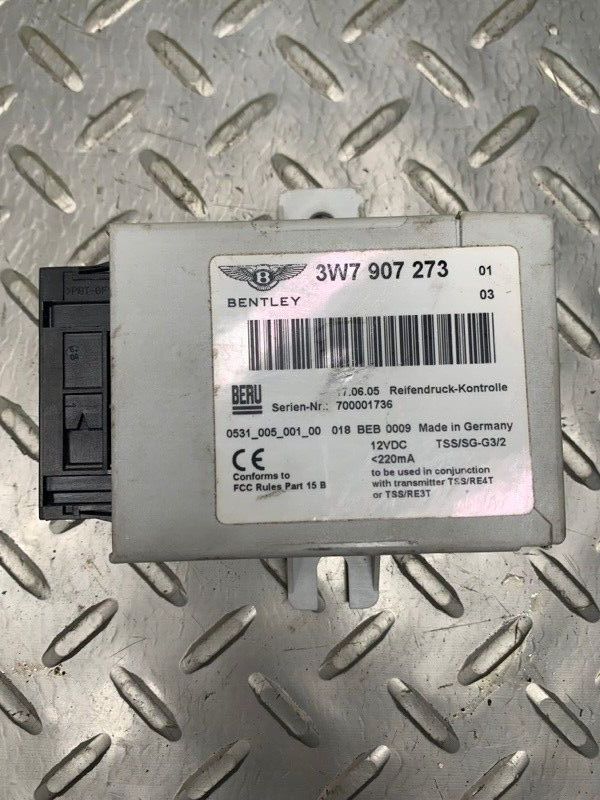 B
BENTLEY
3W7 907 273 01
03
BERU
7.06.05 Reifendruck-Kontrolle
Serien-Nr.: 700001736
0531_005_001_00 018 BEB 0009 Made in Germany
12VDC TSS/SG-G3/2
<220mA
CE
Conforms to
FCC Rules Part 15 B
to be used in conjunction
with transmitter TSS/RE4T
or TSS/RE3T